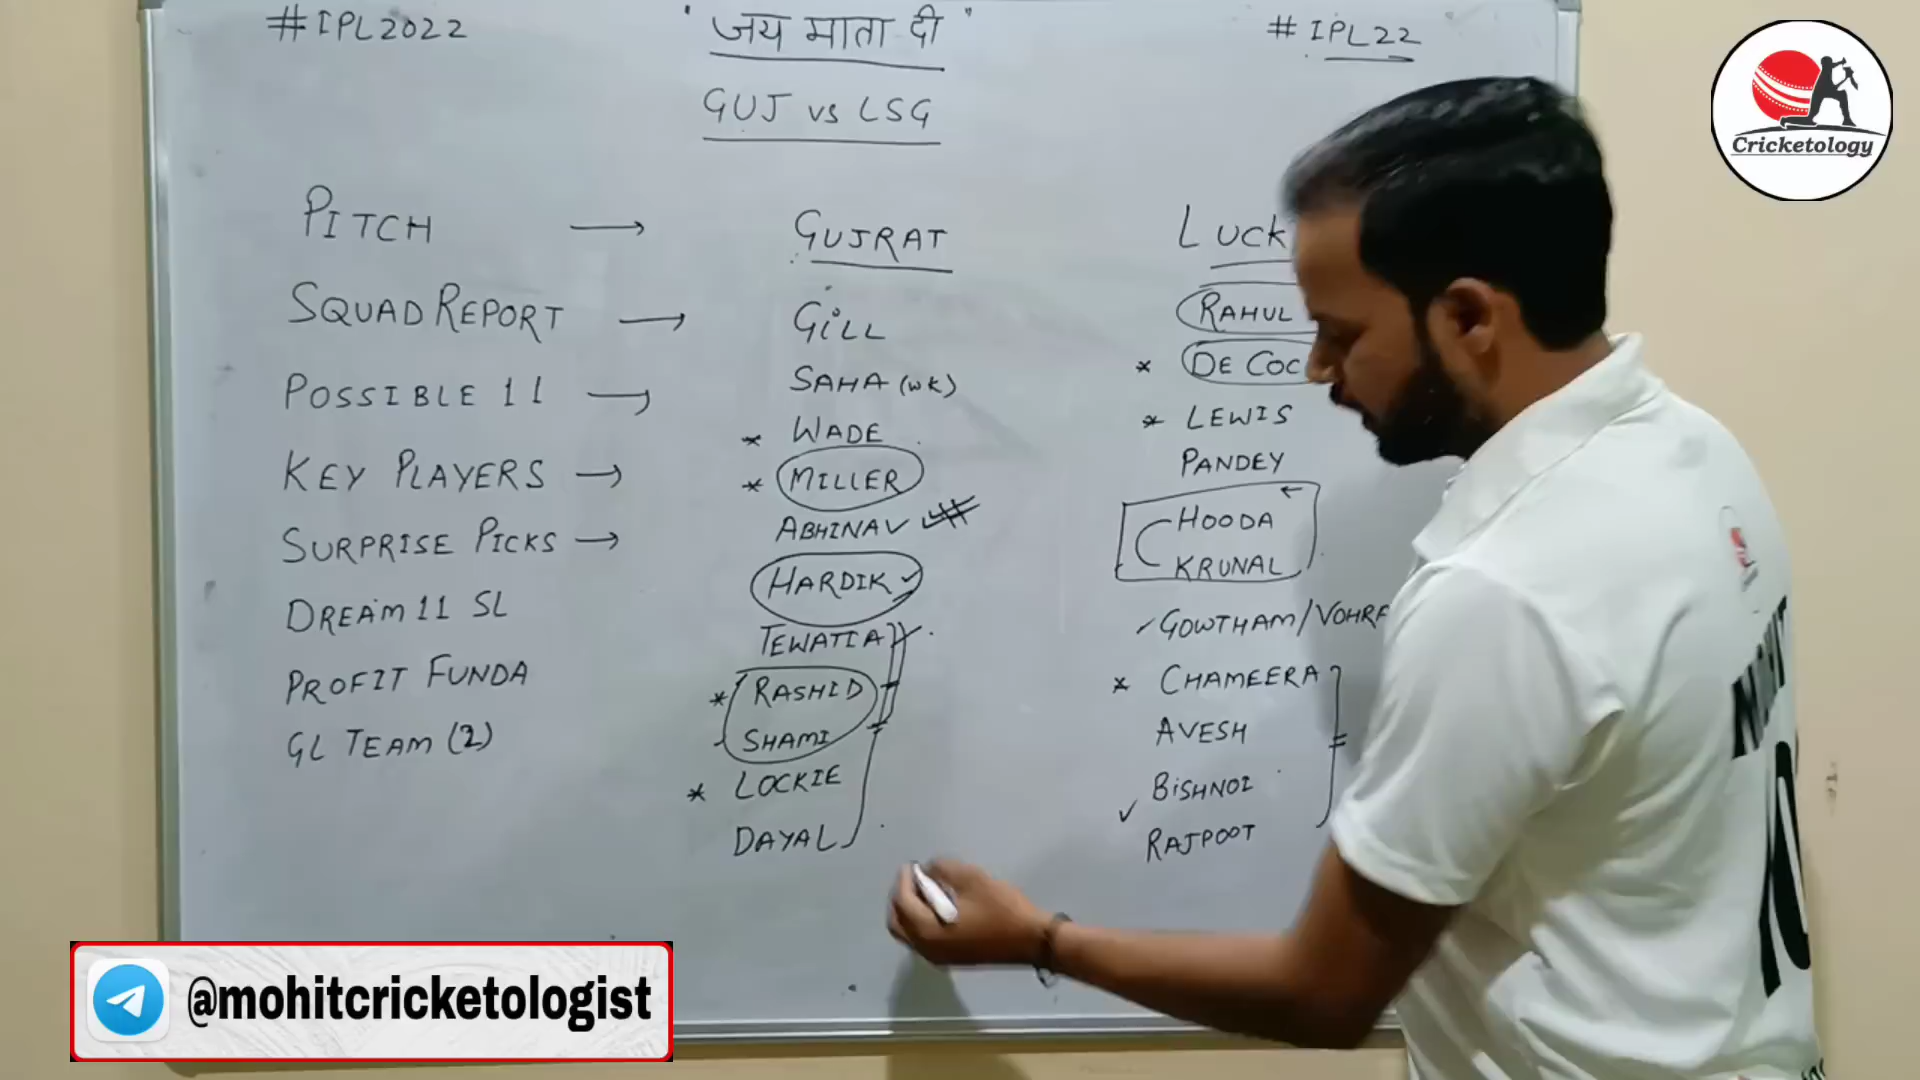 #IPL2022
" जय माता दी "
# IPL22
GUJ vs LSG
Cricketology
PITCH
SQUAD REPORT
POSSIBLE 11
KEY PLAYERS
SURPRISE PICKS
DREAM 11 SL
PROFIT FUNDA
GL TEAM (2)
GUJRAT
GILL
SAHA (WK)
WADE
MILLER
ABHINAV
HARDIK
TEWATIA
RASHID
SHAMI
LOCKIE
DAYAL
LUCK
RAHUL
DE COC
LEWIS
PANDEY
HOODA
KRUNAL
GOWTHAM/VOHRA
CHAMEERA
AVESH
BISHNOI
RAJPOOT
@mohitcricketologist